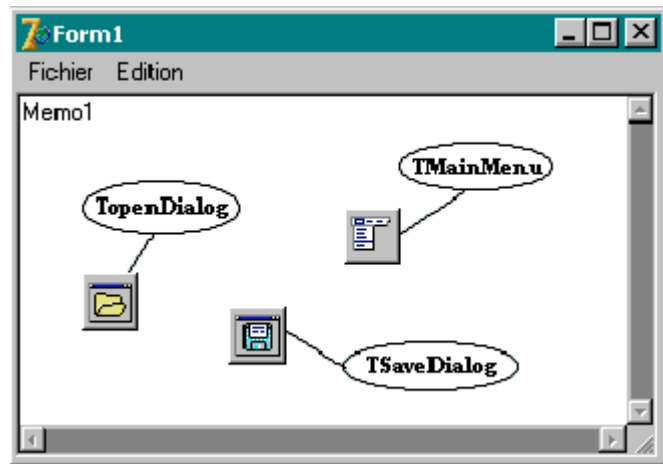 Form1
Fichier Edition
Memo1
TMainMenu
TopenDialog
TSaveDialog